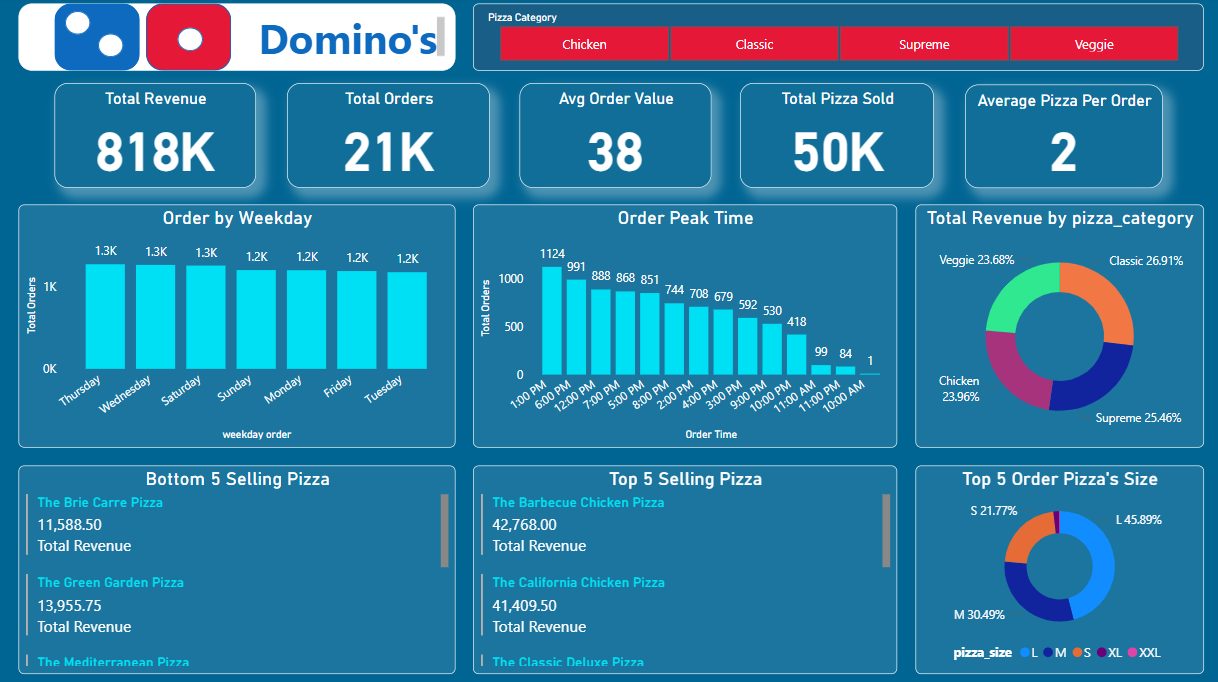 Domino's
Pizza Category
Chicken
Classic
Supreme
Veggie
Total Revenue
818K
Total Orders
21K
Avg Order Value
38
Total Pizza Sold
50K
Average Pizza Per Order
2
Order by Weekday
Total Orders
1K
0K
1.3K
1.3K
1.3K
1.2K
1.2K
1.2K
1.2K
Thursday
Wednesday
Saturday
Sunday
Monday
Friday
Tuesday
weekday order
Order Peak Time
Total Orders
1000
500
0
1124
991
888
868
851
744
708
679
592
530
418
99
84
1
1:00 PM
6:00 PM
12:00 PM
7:00 PM
5:00 PM
8:00 PM
2:00 PM
4:00 PM
3:00 PM
9:00 PM
10:00 PM
11:00 AM
11:00 PM
10:00 AM
Order Time
Total Revenue by pizza_category
Veggie 23.68%
Classic 26.91%
Chicken
23.96%
Supreme 25.46%
Bottom 5 Selling Pizza
The Brie Carre Pizza
11,588.50
Total Revenue
The Green Garden Pizza
13,955.75
Total Revenue
The Mediterranean Pizza
Top 5 Selling Pizza
The Barbecue Chicken Pizza
42,768.00
Total Revenue
The California Chicken Pizza
41,409.50
Total Revenue
The Classic Deluxe Pizza
Top 5 Order Pizza's Size
S 21.77%
L 45.89%
M 30.49%
pizza_size L M S XL XXL